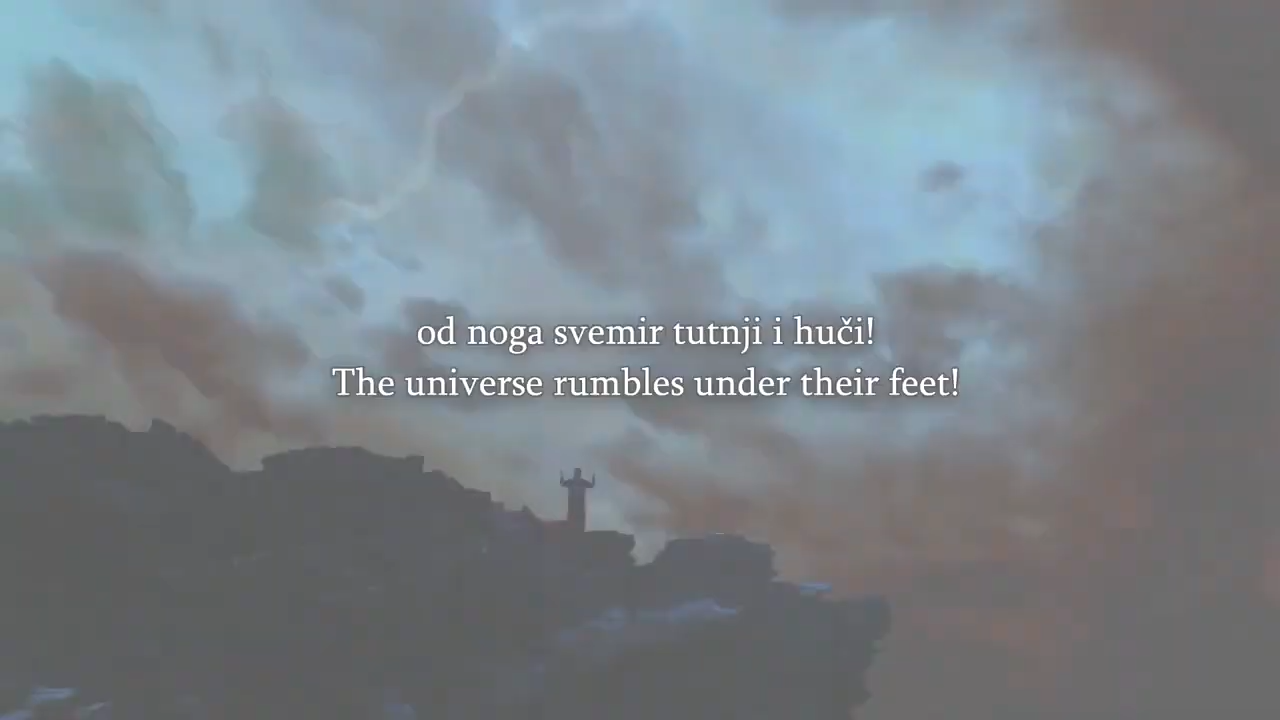 od noga svemir tutnji i huči!
The universe rumbles under their feet!